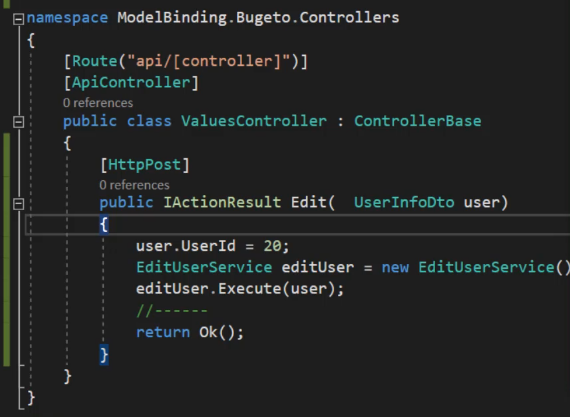 namespace ModelBinding.Bugeto.Controllers
{
[Route("api/[controller]")]
[ApiController]
0 references
public class ValuesController : ControllerBase
{
[HttpPost]
0 references
public IActionResult Edit(  UserInfoDto user)
{
user.UserId = 20;
EditUserService editUser = new EditUserService()
editUser.Execute(user);
//------
return Ok();
}
}
}